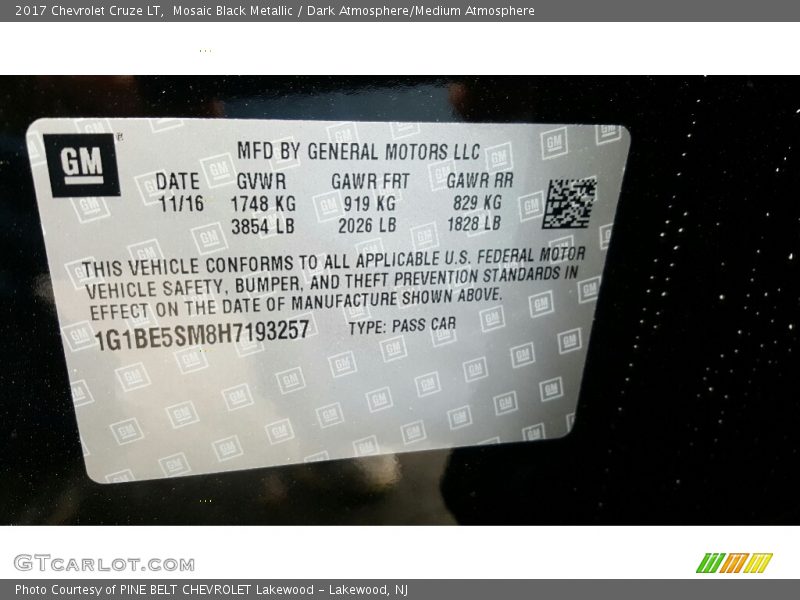 2017 Chevrolet Cruze LT,  Mosaic Black Metallic / Dark Atmosphere/Medium Atmosphere
GM
MFD BY GENERAL MOTORS LLC
DATE GVWR GAWR FRT GAWR RR
11/16 1748 KG 919 KG 829 KG
3854 LB 2026 LB 1828 LB
THIS VEHICLE CONFORMS TO ALL APPLICABLE U.S. FEDERAL MOTOR
VEHICLE SAFETY, BUMPER, AND THEFT PREVENTION STANDARDS IN
EFFECT ON THE DATE OF MANUFACTURE SHOWN ABOVE.
1G1BE5SM8H7193257 TYPE: PASS CAR
GTCARLOT.COM
Photo Courtesy of PINE BELT CHEVROLET Lakewood - Lakewood, NJ